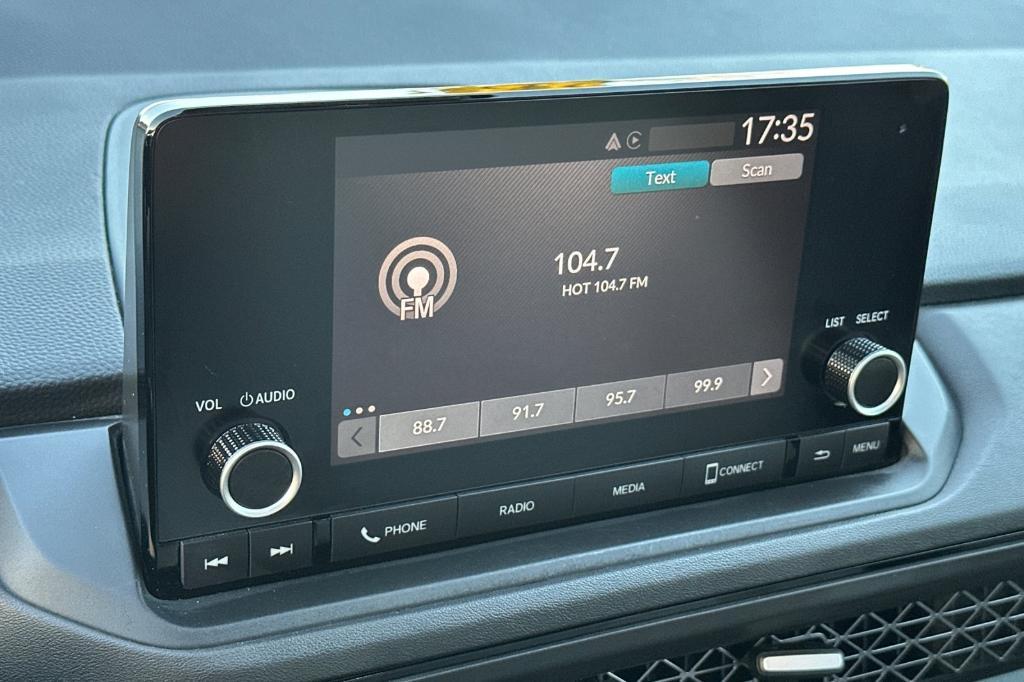 17:35
Text Scan
104.7
HOT 104.7 FM
FM
LIST SELECT
VOL AUDIO
88.7 91.7 95.7 99.9
PHONE RADIO MEDIA CONNECT MENU